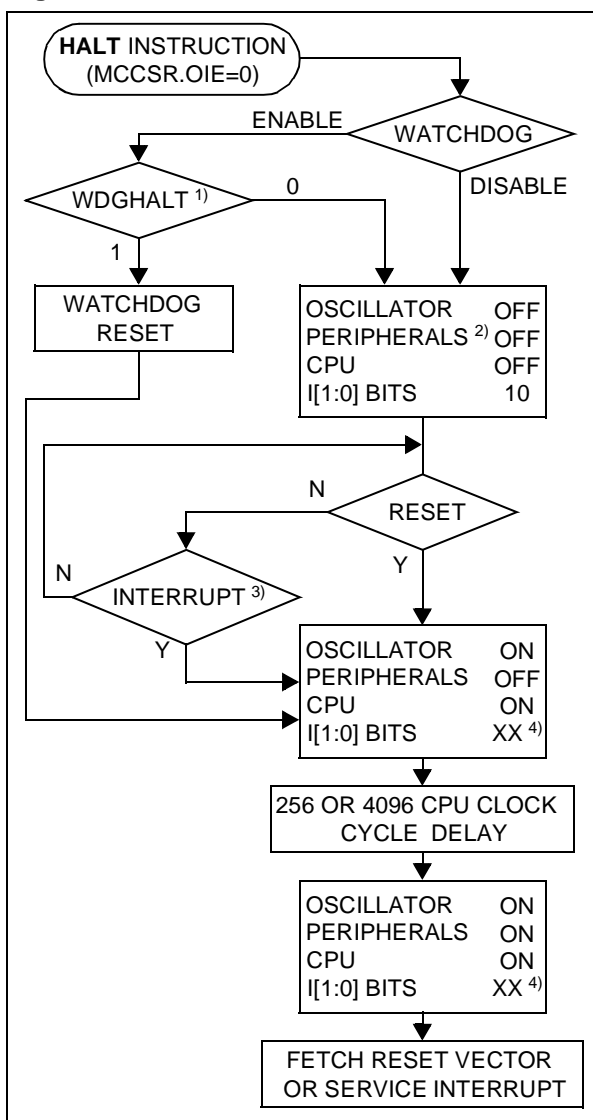 HALT INSTRUCTION
(MCCSR.OIE=0)
ENABLE
WATCHDOG
WDGHALT 1)
0
DISABLE
1
WATCHDOG
RESET
OSCILLATOR OFF
PERIPHERALS 2) OFF
CPU OFF
I[1:0] BITS 10
N
RESET
Y
N
INTERRUPT 3)
Y
OSCILLATOR ON
PERIPHERALS OFF
CPU ON
I[1:0] BITS XX 4)
256 OR 4096 CPU CLOCK
CYCLE DELAY
OSCILLATOR ON
PERIPHERALS ON
CPU ON
I[1:0] BITS XX 4)
FETCH RESET VECTOR
OR SERVICE INTERRUPT